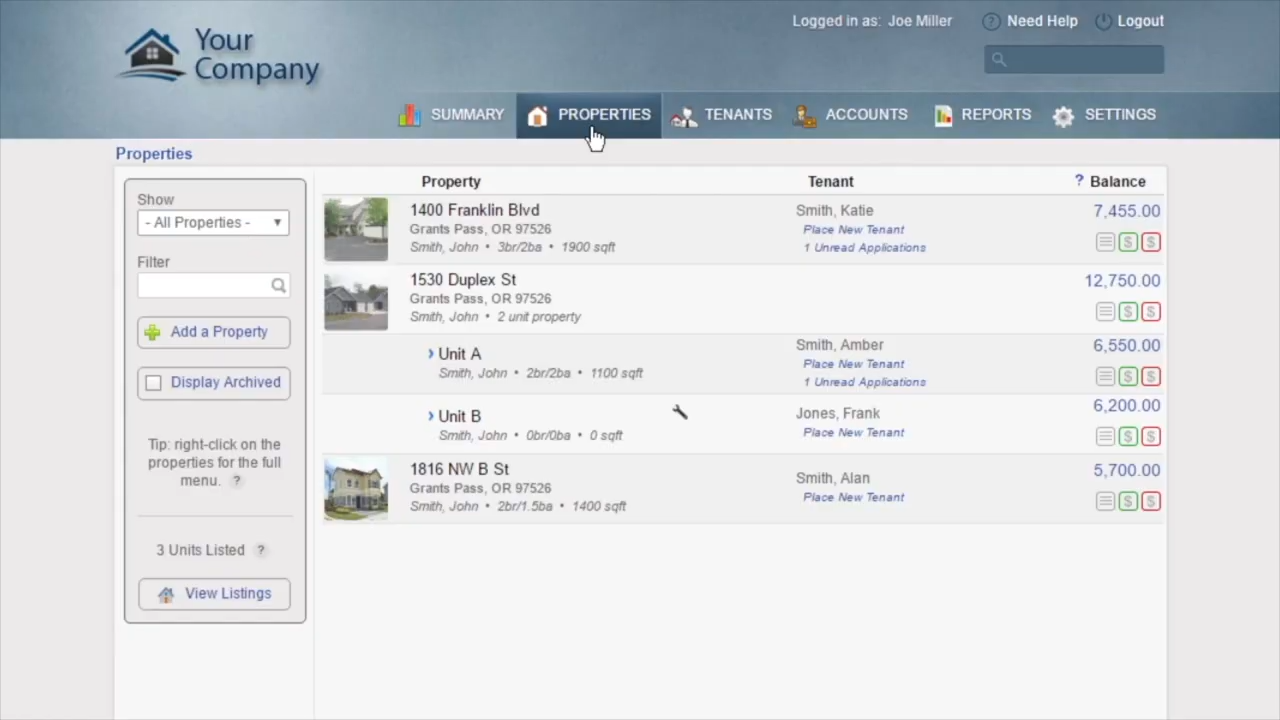 Your
Company
Logged in as: Joe Miller
? Need Help
Logout
SUMMARY
PROPERTIES
TENANTS
ACCOUNTS
REPORTS
SETTINGS
Properties
Show
- All Properties -
Filter
Add a Property
Display Archived
Tip: right-click on the
properties for the full
menu. ?
3 Units Listed ?
View Listings
Property Tenant ? Balance
1400 Franklin Blvd
Grants Pass, OR 97526
Smith, John • 3br/2ba • 1900 sqft
Smith, Katie
Place New Tenant
1 Unread Applications
7,455.00
$ $
1530 Duplex St
Grants Pass, OR 97526
Smith, John • 2 unit property
12,750.00
$ $
› Unit A
Smith, John • 2br/2ba • 1100 sqft
Smith, Amber
Place New Tenant
1 Unread Applications
6,550.00
$ $
› Unit B
Smith, John • 0br/0ba • 0 sqft
Jones, Frank
Place New Tenant
6,200.00
$ $
1816 NW B St
Grants Pass, OR 97526
Smith, John • 2br/1.5ba • 1400 sqft
Smith, Alan
Place New Tenant
5,700.00
$ $